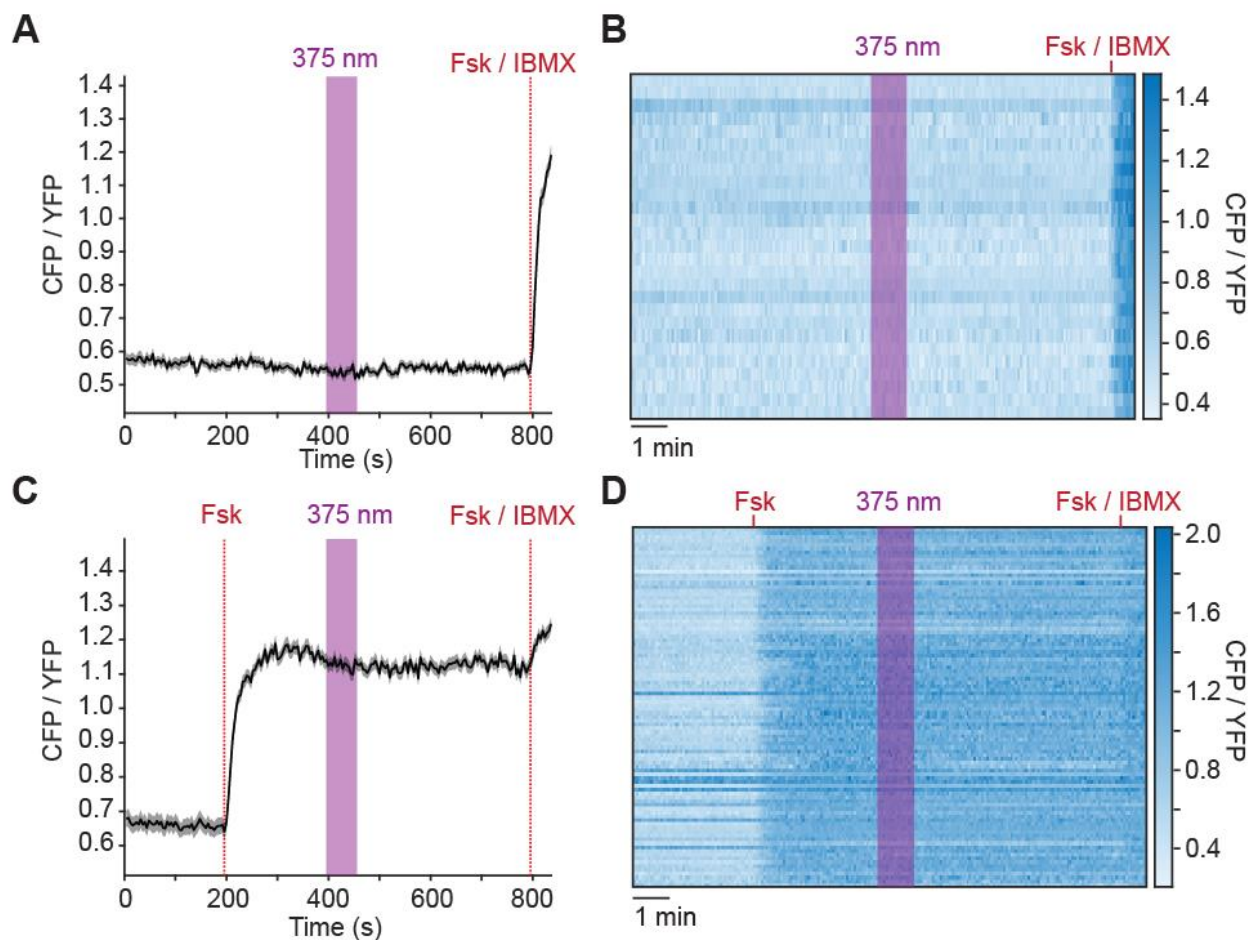 A
375 nm
Fsk / IBMX
1.4
1.3
1.2
1.1
1.0
0.9
0.8
0.7
0.6
0.5
CFP / YFP
0
200
400
600
800
Time (s)
B
375 nm
Fsk / IBMX
1.4
1.2
1.0
0.8
0.6
0.4
CFP / YFP
1 min
C
Fsk
375 nm
Fsk / IBMX
1.4
1.3
1.2
1.1
1.0
0.9
0.8
0.7
0.6
CFP / YFP
0
200
400
600
800
Time (s)
D
Fsk
375 nm
Fsk / IBMX
2.0
1.6
1.2
0.8
0.4
CFP / YFP
1 min